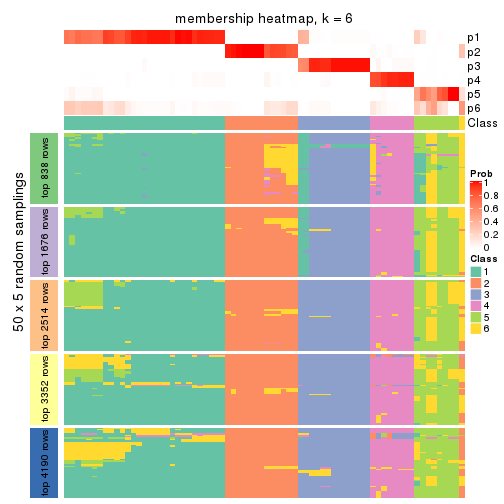 membership heatmap, k = 6
p1
p2
p3
p4
p5
p6
Class
50 x 5 random samplings
top 838 rows
top 1676 rows
top 2514 rows
top 3352 rows
top 4190 rows
Prob
1
0.8
0.6
0.4
0.2
0
Class
1
2
3
4
5
6